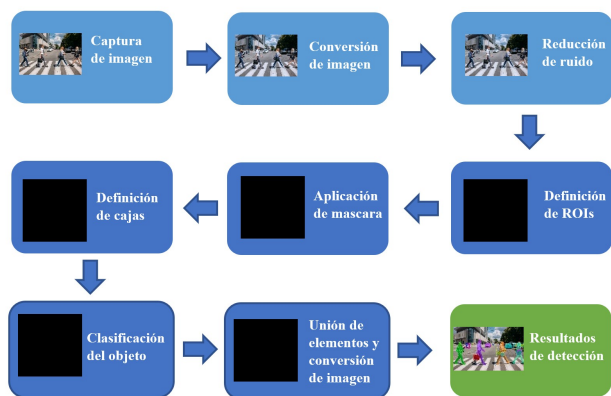 Captura
de imagen
Conversión
de imagen
Reducción
de ruido
Definición
de ROIs
Aplicación
de mascara
Definición
de cajas
Clasificación
del objeto
Unión de
elementos y
conversión
de imagen
Resultados
de detección